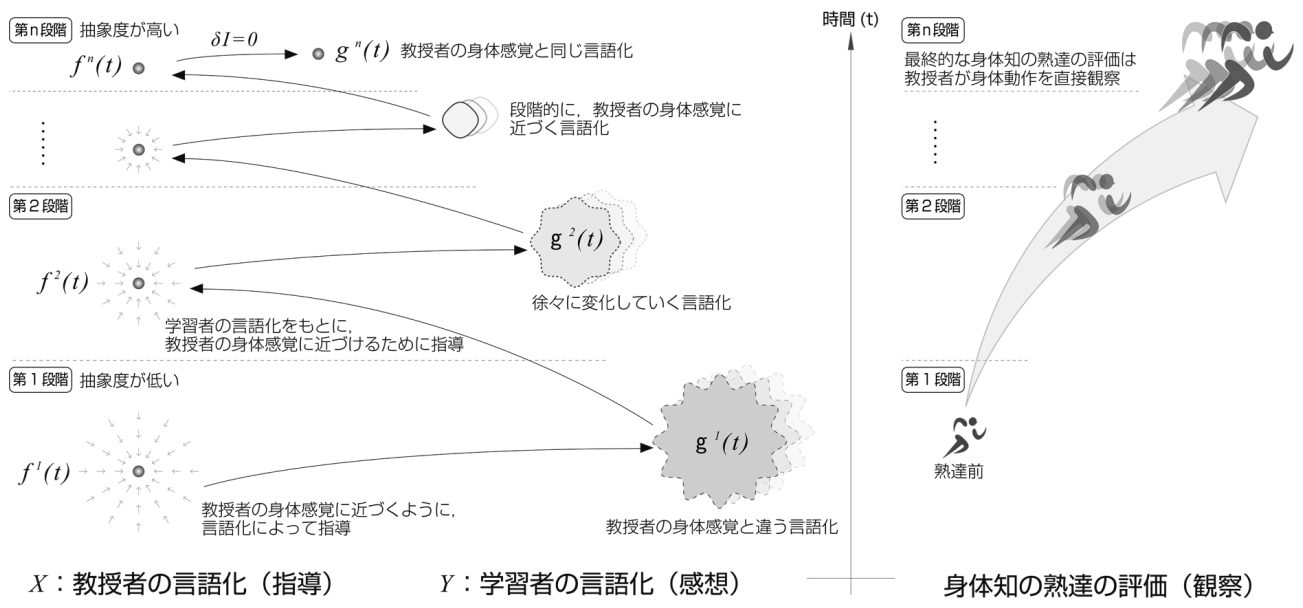 第n段階 抽象度が高い
δI=0
fⁿ(t)
gⁿ(t) 教授者の身体感覚と同じ言語化
段階的に，教授者の身体感覚に
近づく言語化
第２段階
f²(t)
g²(t)
徐々に変化していく言語化
学習者の言語化をもとに，
教授者の身体感覚に近づけるために指導
第１段階 抽象度が低い
f¹(t)
g¹(t)
教授者の身体感覚に近づくように，
言語化によって指導
教授者の身体感覚と違う言語化
X：教授者の言語化（指導）
Y：学習者の言語化（感想）
時間(t)
第n段階
最終的な身体知の熟達の評価は
教授者が身体動作を直接観察
第２段階
第１段階
熟達前
身体知の熟達の評価（観察）